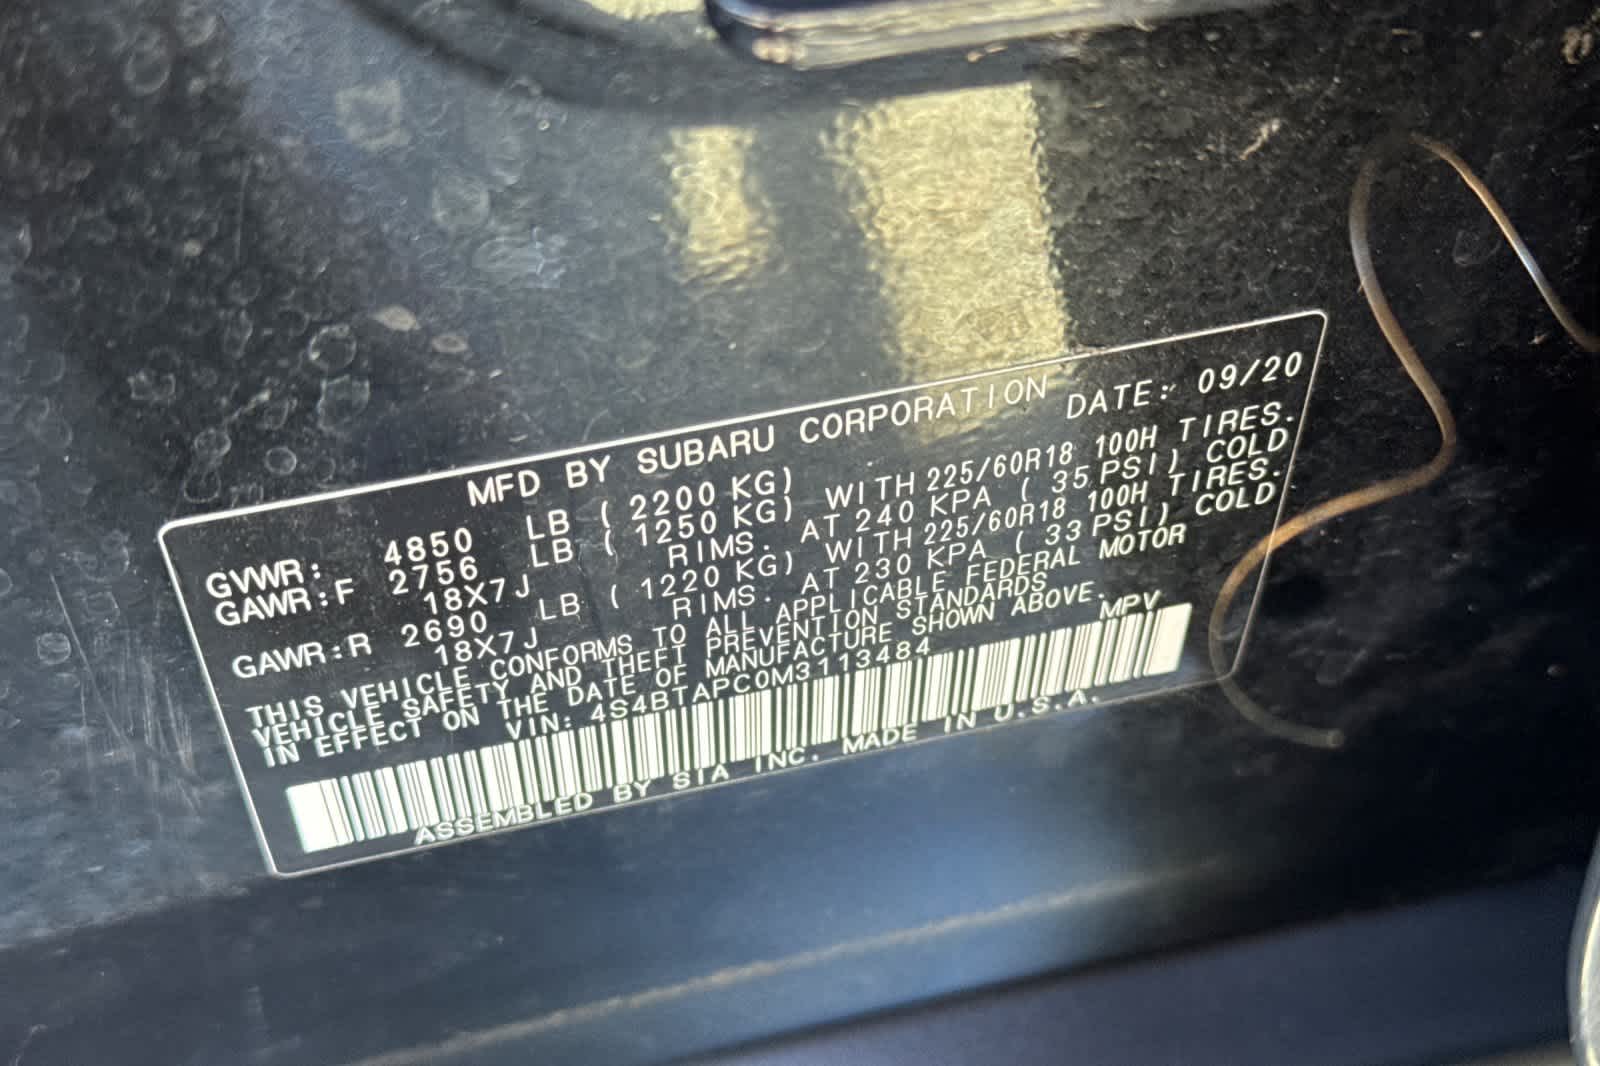 MFD BY SUBARU CORPORATION DATE: 09/20
GVWR: 4850 LB ( 2200 KG)
GAWR:F 2756 LB ( 1250 KG) WITH 225/60R18 100H TIRES.
18X7J RIMS. AT 240 KPA ( 35 PSI) COLD
GAWR:R 2690 LB ( 1220 KG) WITH 225/60R18 100H TIRES.
18X7J RIMS. AT 230 KPA ( 33 PSI) COLD
THIS VEHICLE CONFORMS TO ALL APPLICABLE FEDERAL MOTOR
VEHICLE SAFETY AND THEFT PREVENTION STANDARDS
IN EFFECT ON THE DATE OF MANUFACTURE SHOWN ABOVE.
VIN: 4S4BTAPC0M3113484 MPV
ASSEMBLED BY SIA INC. MADE IN U.S.A.